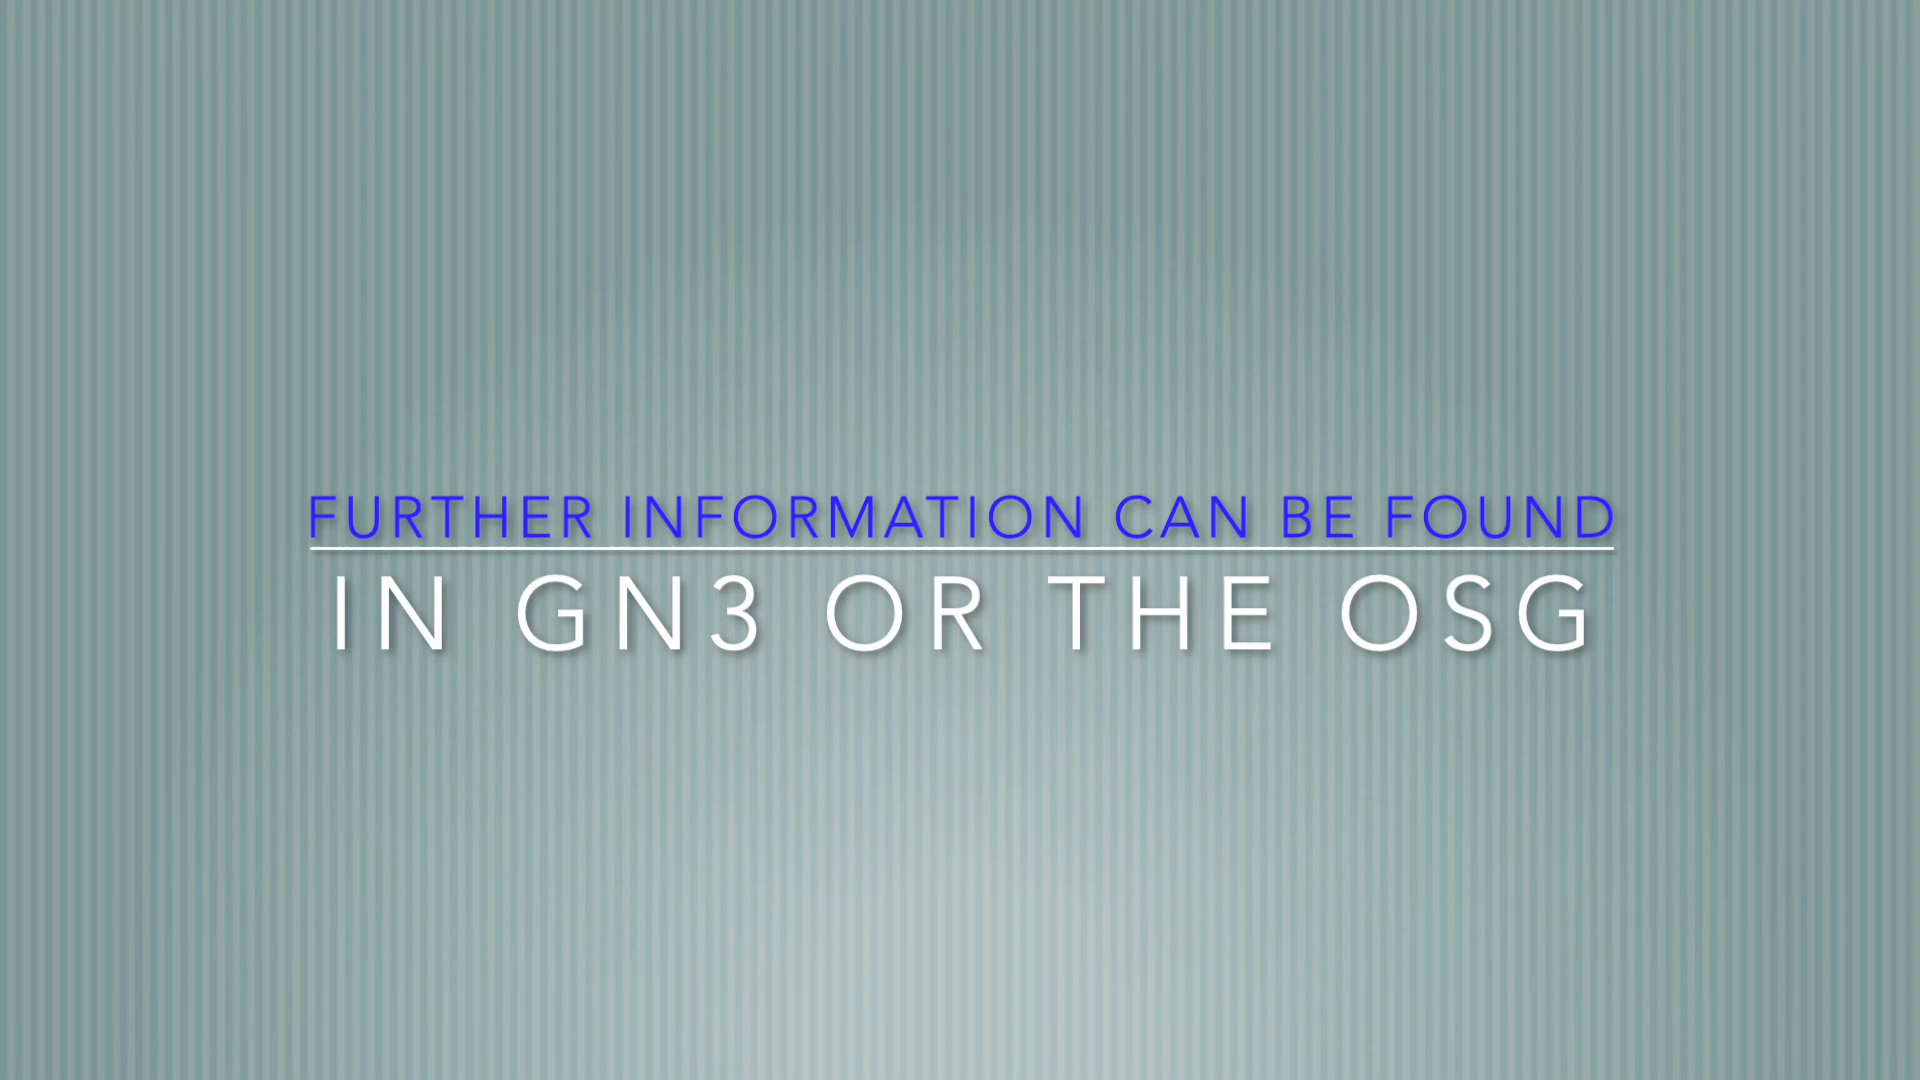 FURTHER INFORMATION CAN BE FOUND
IN GN3 OR THE OSG